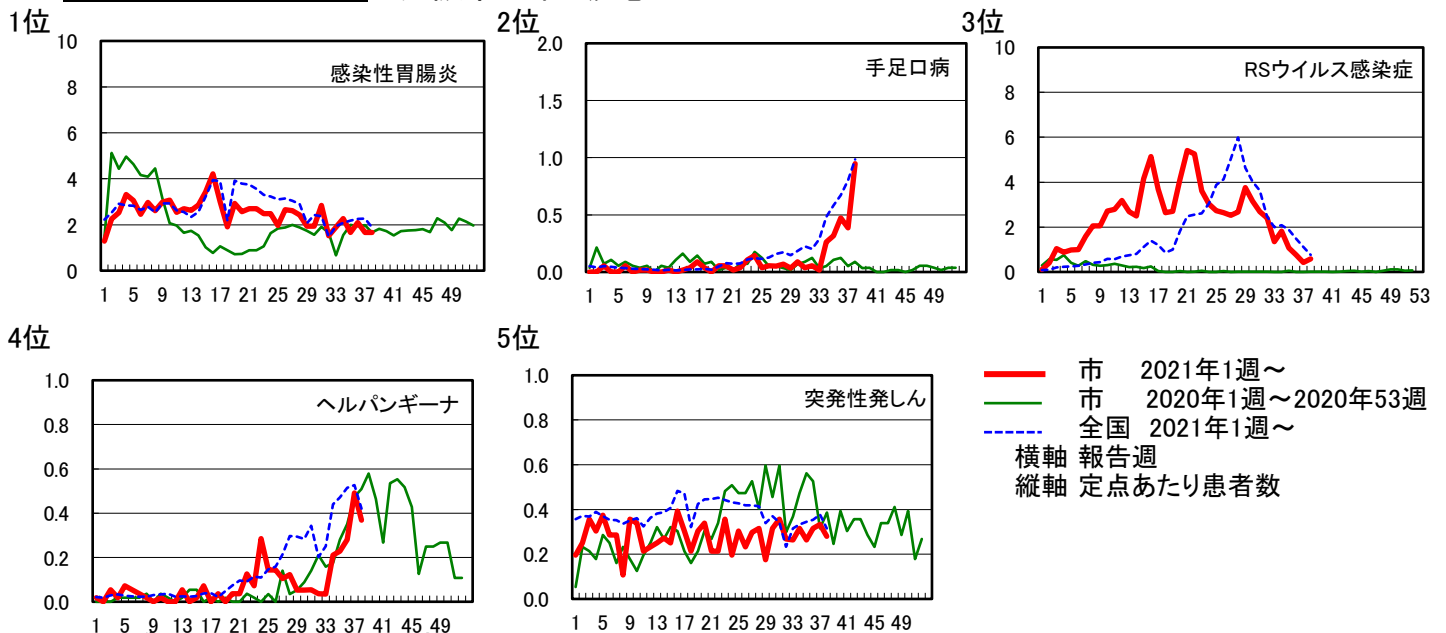 1位
感染性胃腸炎
10
8
6
4
2
0
1 5 9 13 17 21 25 29 33 37 41 45 49
2位
手足口病
2.0
1.5
1.0
0.5
0.0
1 5 9 13 17 21 25 29 33 37 41 45 49
3位
RSウイルス感染症
10
8
6
4
2
0
1 5 9 13 17 21 25 29 33 37 41 45 49 53
4位
ヘルパンギーナ
1.0
0.8
0.6
0.4
0.2
0.0
1 5 9 13 17 21 25 29 33 37 41 45 49
5位
突発性発しん
1.0
0.8
0.6
0.4
0.2
0.0
1 5 9 13 17 21 25 29 33 37 41 45 49
市 2021年1週～
市 2020年1週～2020年53週
全国 2021年1週～
横軸 報告週
縦軸 定点あたり患者数